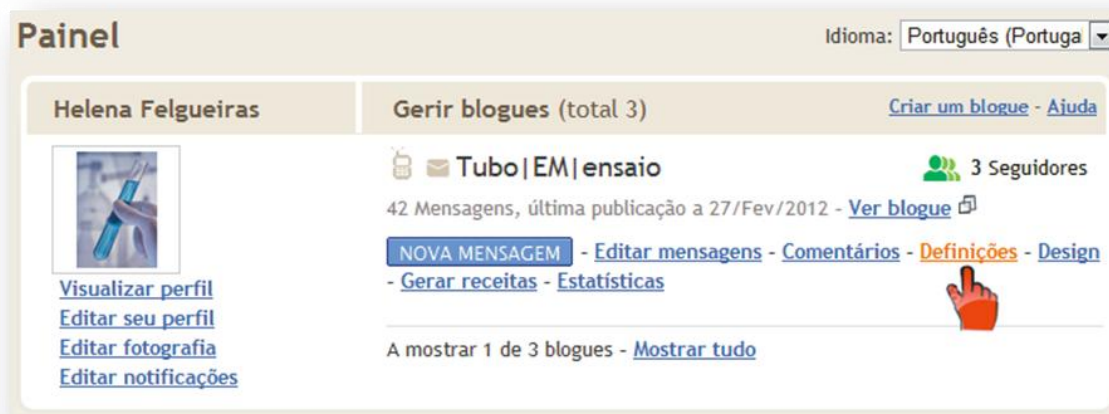 Painel
Idioma: Português (Portuga
Helena Felgueiras
Gerir blogues (total 3)
Criar um blogue - Ajuda
Tubo|EM|ensaio
3 Seguidores
42 Mensagens, última publicação a 27/Fev/2012 - Ver blogue
NOVA MENSAGEM - Editar mensagens - Comentários - Definições - Design
- Gerar receitas - Estatísticas
Visualizar perfil
Editar seu perfil
Editar fotografia
Editar notificações
A mostrar 1 de 3 blogues - Mostrar tudo